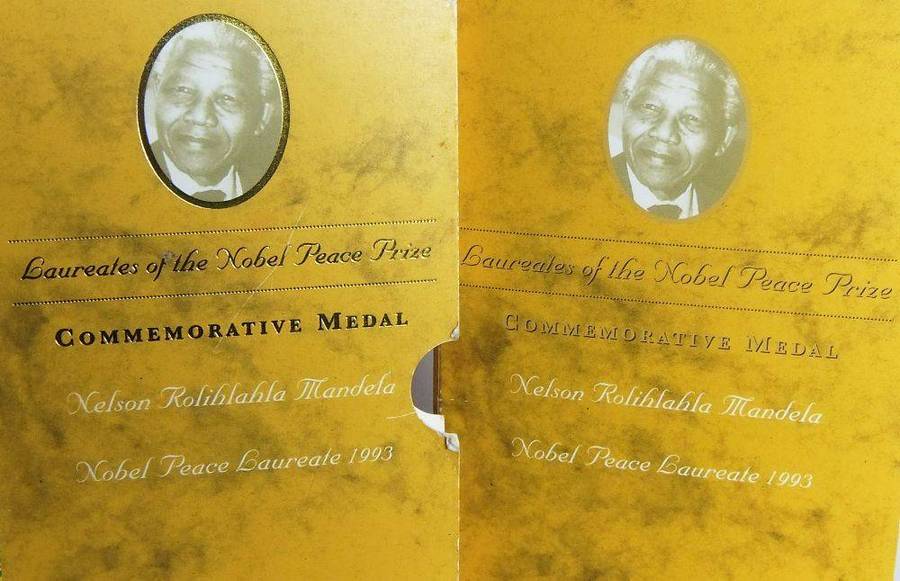 Laureates of the Nobel Peace Prize
Commemorative Medal
Nelson Rolihlahla Mandela
Nobel Peace Laureate 1993
Laureates of the Nobel Peace Prize
Commemorative Medal
Nelson Rolihlahla Mandela
Nobel Peace Laureate 1993